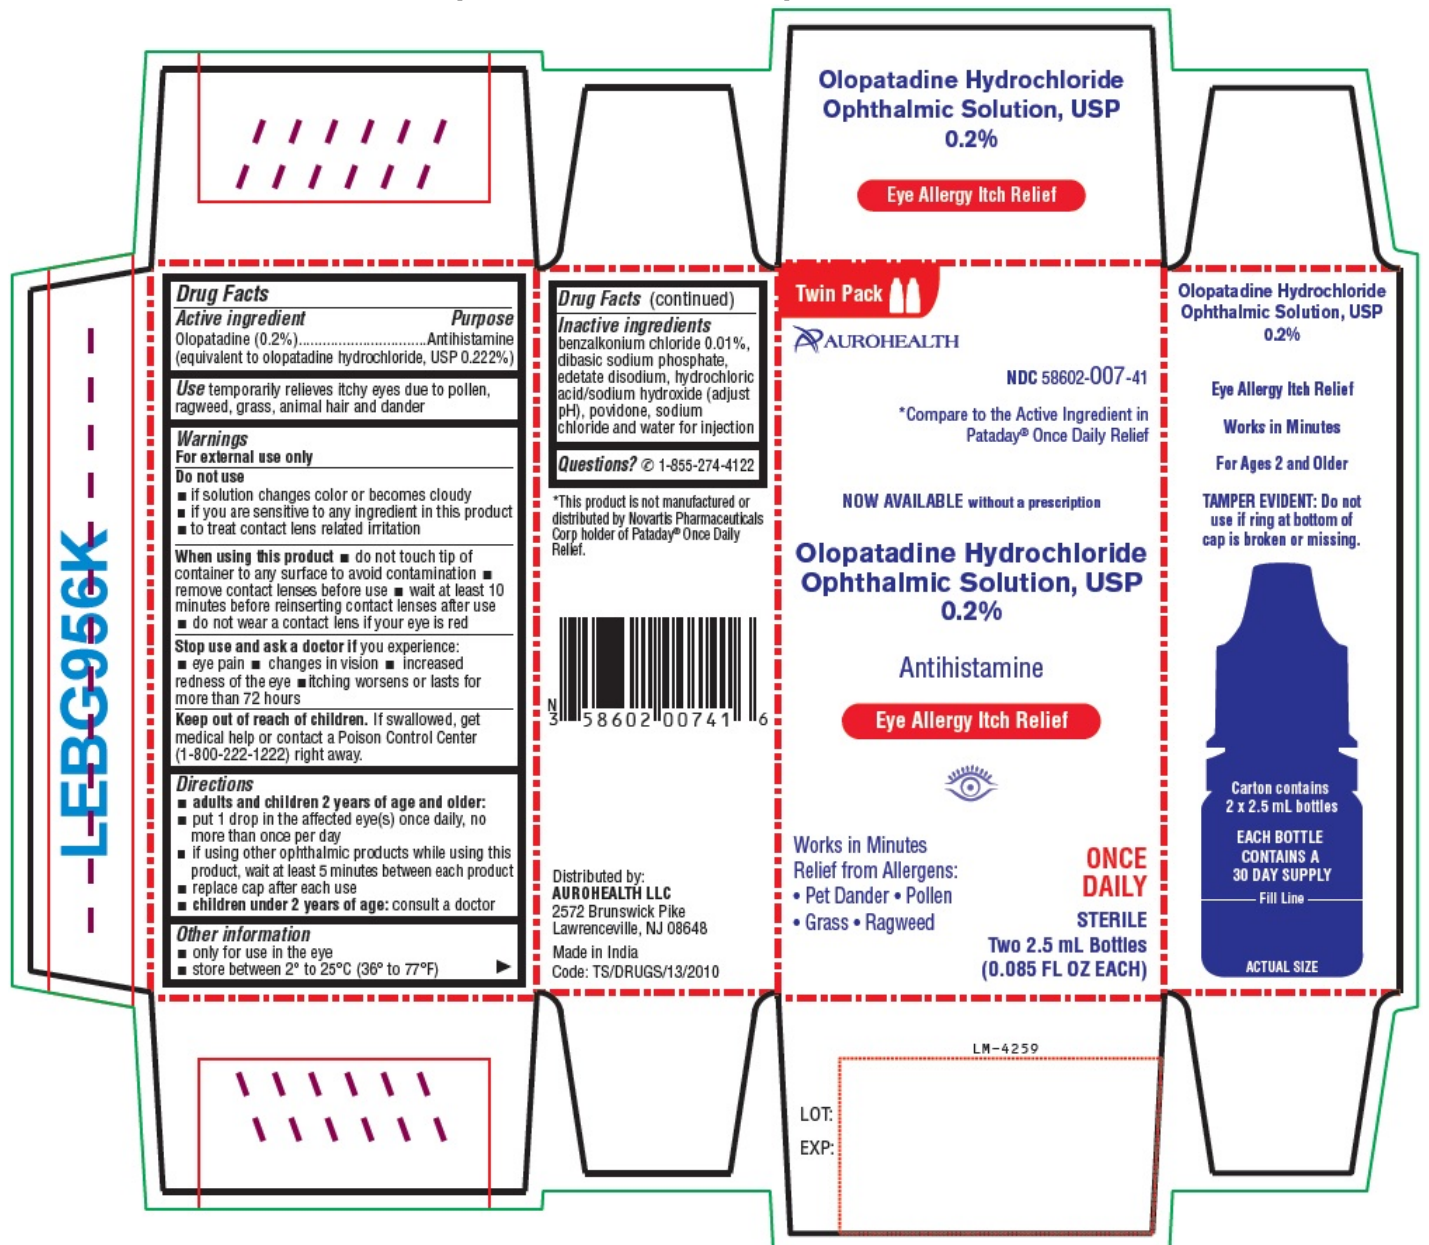 Olopatadine Hydrochloride
Ophthalmic Solution, USP
0.2%
Eye Allergy Itch Relief
LEBG956K
Drug Facts
Active ingredient Purpose
Olopatadine (0.2%)................................Antihistamine
(equivalent to olopatadine hydrochloride, USP 0.222%)
Use temporarily relieves itchy eyes due to pollen,
ragweed, grass, animal hair and dander
Warnings
For external use only
Do not use
■ if solution changes color or becomes cloudy
■ if you are sensitive to any ingredient in this product
■ to treat contact lens related irritation
When using this product ■ do not touch tip of
container to any surface to avoid contamination ■
remove contact lenses before use ■ wait at least 10
minutes before reinserting contact lenses after use
■ do not wear a contact lens if your eye is red
Stop use and ask a doctor if you experience:
■ eye pain ■ changes in vision ■ increased
redness of the eye ■itching worsens or lasts for
more than 72 hours
Keep out of reach of children. If swallowed, get
medical help or contact a Poison Control Center
(1-800-222-1222) right away.
Directions
■ adults and children 2 years of age and older:
■ put 1 drop in the affected eye(s) once daily, no
more than once per day
■ if using other ophthalmic products while using this
product, wait at least 5 minutes between each product
■ replace cap after each use
■ children under 2 years of age: consult a doctor
Other information
■ only for use in the eye
■ store between 2° to 25°C (36° to 77°F) ▶
Drug Facts (continued)
Inactive ingredients
benzalkonium chloride 0.01%,
dibasic sodium phosphate,
edetate disodium, hydrochloric
acid/sodium hydroxide (adjust
pH), povidone, sodium
chloride and water for injection
Questions? ✆ 1-855-274-4122
*This product is not manufactured or
distributed by Novartis Pharmaceuticals
Corp holder of Pataday® Once Daily
Relief.
N
3 58602 00741 6
Distributed by:
AUROHEALTH LLC
2572 Brunswick Pike
Lawrenceville, NJ 08648
Made in India
Code: TS/DRUGS/13/2010
Twin Pack
AUROHEALTH
NDC 58602-007-41
*Compare to the Active Ingredient in
Pataday® Once Daily Relief
NOW AVAILABLE without a prescription
Olopatadine Hydrochloride
Ophthalmic Solution, USP
0.2%
Antihistamine
Eye Allergy Itch Relief
Works in Minutes
Relief from Allergens:
• Pet Dander • Pollen
• Grass • Ragweed
ONCE
DAILY
STERILE
Two 2.5 mL Bottles
(0.085 FL OZ EACH)
LM-4259
LOT:
EXP:
Olopatadine Hydrochloride
Ophthalmic Solution, USP
0.2%
Eye Allergy Itch Relief
Works in Minutes
For Ages 2 and Older
TAMPER EVIDENT: Do not
use if ring at bottom of
cap is broken or missing.
Carton contains
2 x 2.5 mL bottles
EACH BOTTLE
CONTAINS A
30 DAY SUPPLY
Fill Line
ACTUAL SIZE